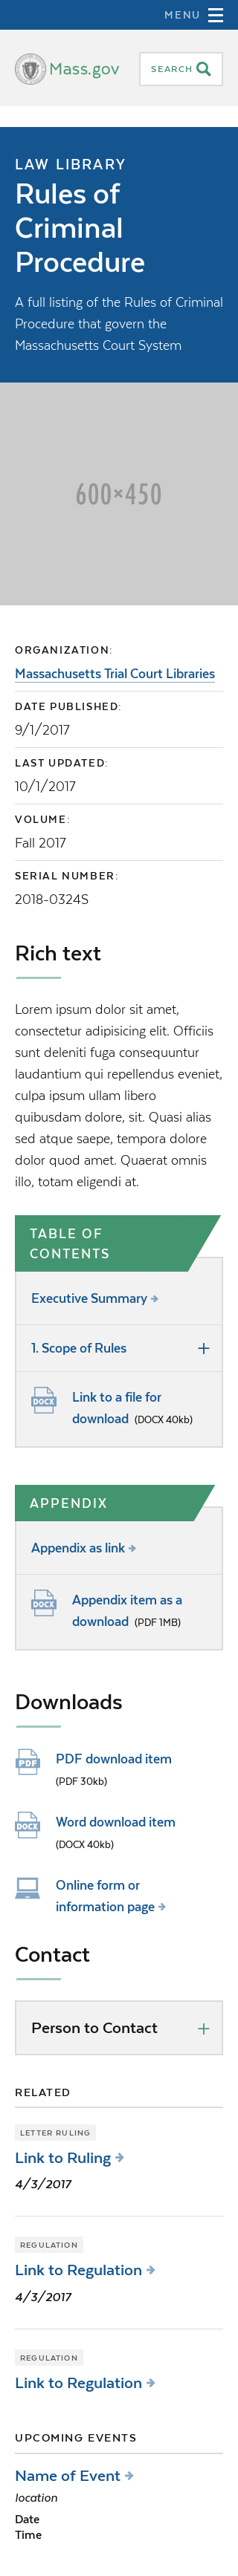 MENU
Mass.gov
SEARCH
LAW LIBRARY
Rules of
Criminal
Procedure
A full listing of the Rules of Criminal
Procedure that govern the
Massachusetts Court System
600×450
ORGANIZATION:
Massachusetts Trial Court Libraries
DATE PUBLISHED:
9/1/2017
LAST UPDATED:
10/1/2017
VOLUME:
Fall 2017
SERIAL NUMBER:
2018-0324S
Rich text
Lorem ipsum dolor sit amet,
consectetur adipisicing elit. Officiis
sunt deleniti fuga consequuntur
laudantium qui repellendus eveniet,
culpa ipsum ullam libero
quibusdam dolore, sit. Quasi alias
sed atque saepe, tempora dolore
dolor quod amet. Quaerat omnis
illo, totam eligendi at.
TABLE OF
CONTENTS
Executive Summary
1. Scope of Rules
DOCX
Link to a file for
download (DOCX 40kb)
APPENDIX
Appendix as link
DOCX
Appendix item as a
download (PDF 1MB)
Downloads
PDF
PDF download item
(PDF 30kb)
DOCX
Word download item
(DOCX 40kb)
Online form or
information page
Contact
Person to Contact
RELATED
LETTER RULING
Link to Ruling
4/3/2017
REGULATION
Link to Regulation
4/3/2017
REGULATION
Link to Regulation
UPCOMING EVENTS
Name of Event
location
Date
Time